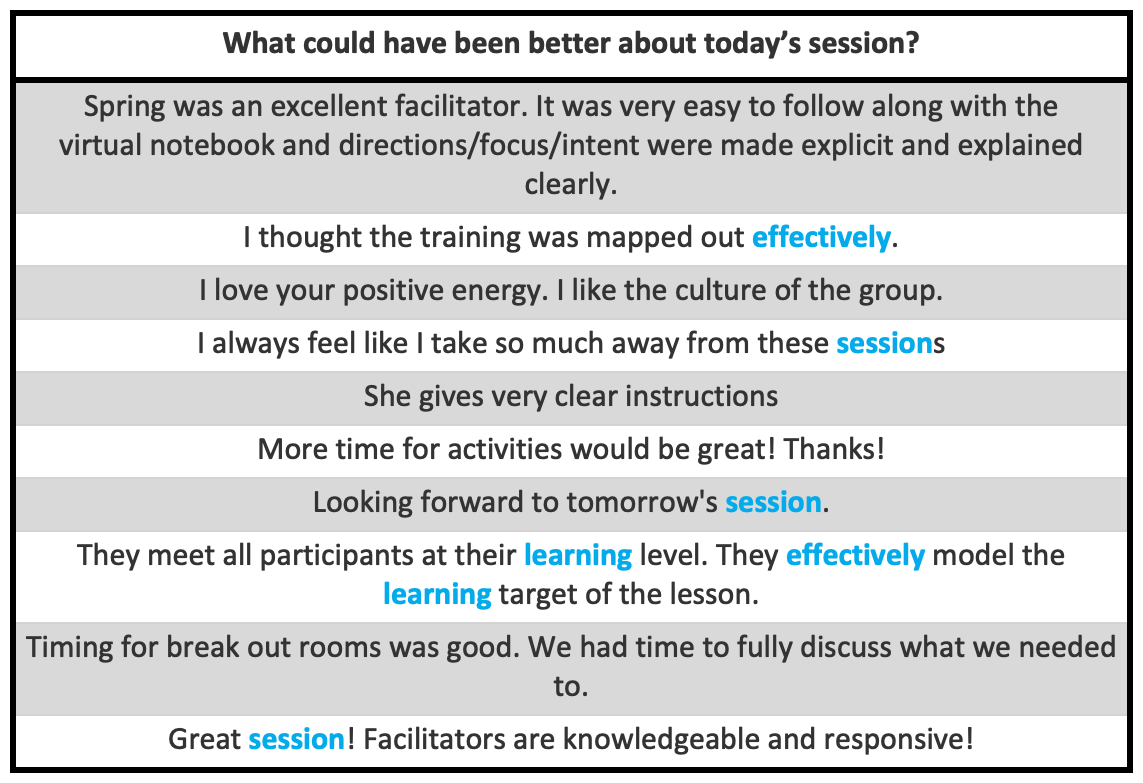 What could have been better about today’s session?
Spring was an excellent facilitator. It was very easy to follow along with the
virtual notebook and directions/focus/intent were made explicit and explained
clearly.
I thought the training was mapped out effectively.
I love your positive energy. I like the culture of the group.
I always feel like I take so much away from these sessions
She gives very clear instructions
More time for activities would be great! Thanks!
Looking forward to tomorrow's session.
They meet all participants at their learning level. They effectively model the
learning target of the lesson.
Timing for break out rooms was good. We had time to fully discuss what we needed
to.
Great session! Facilitators are knowledgeable and responsive!